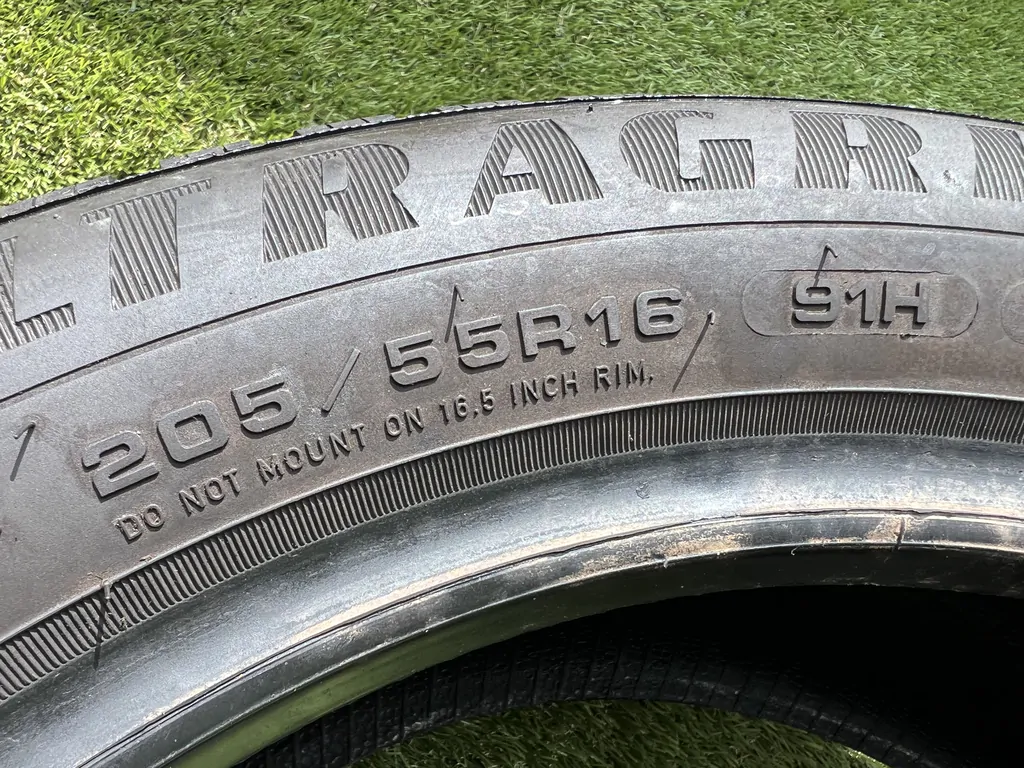 LTRAGR
205/55R16 91H
DO NOT MOUNT ON 16.5 INCH RIM.